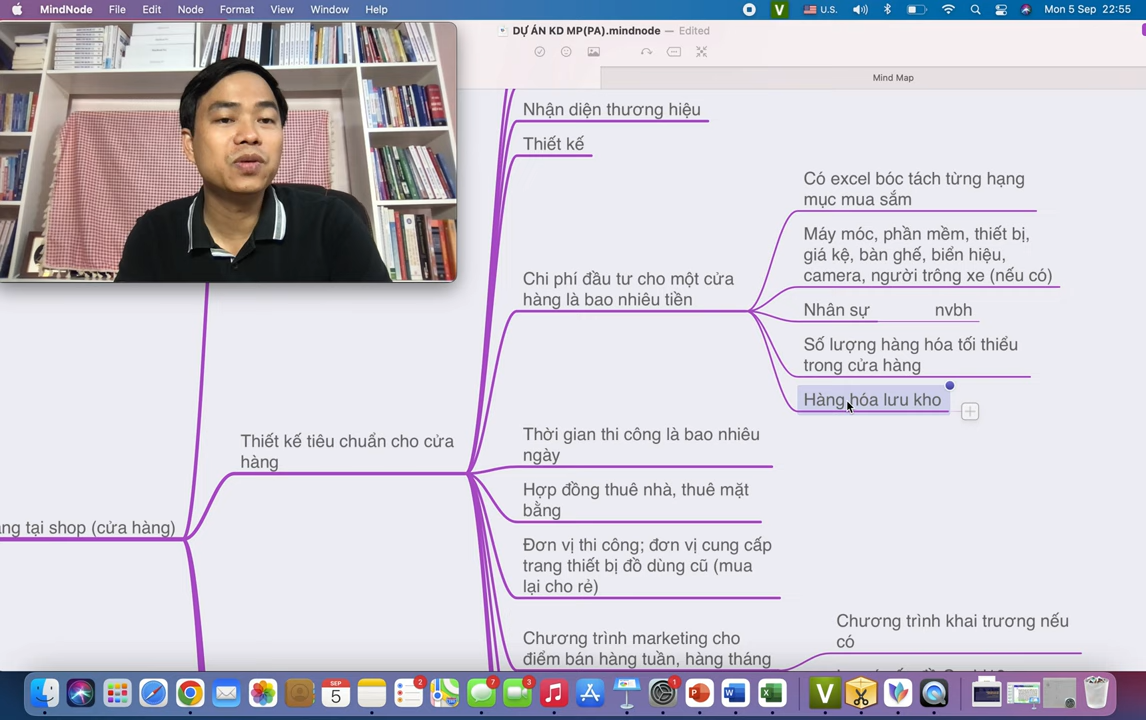 MindNode File Edit Node Format View Window Help
U.S. Mon 5 Sep 22:55
DỰ ÁN KD MP(PA).mindnode — Edited
Mind Map
Nhận diện thương hiệu
Thiết kế
Có excel bóc tách từng hạng
mục mua sắm
Máy móc, phần mềm, thiết bị,
giá kệ, bàn ghế, biển hiệu,
camera, người trông xe (nếu có)
Chi phí đầu tư cho một cửa
hàng là bao nhiêu tiền
Nhân sự nvbh
Số lượng hàng hóa tối thiểu
trong cửa hàng
Hàng hóa lưu kho
Thiết kế tiêu chuẩn cho cửa
hàng
Thời gian thi công là bao nhiêu
ngày
Hợp đồng thuê nhà, thuê mặt
bằng
ng tại shop (cửa hàng)
Đơn vị thi công; đơn vị cung cấp
trang thiết bị đồ dùng cũ (mua
lại cho rẻ)
Chương trình marketing cho
điểm bán hàng tuần, hàng tháng
Chương trình khai trương nếu
có
SEP
5
2
7
3
1